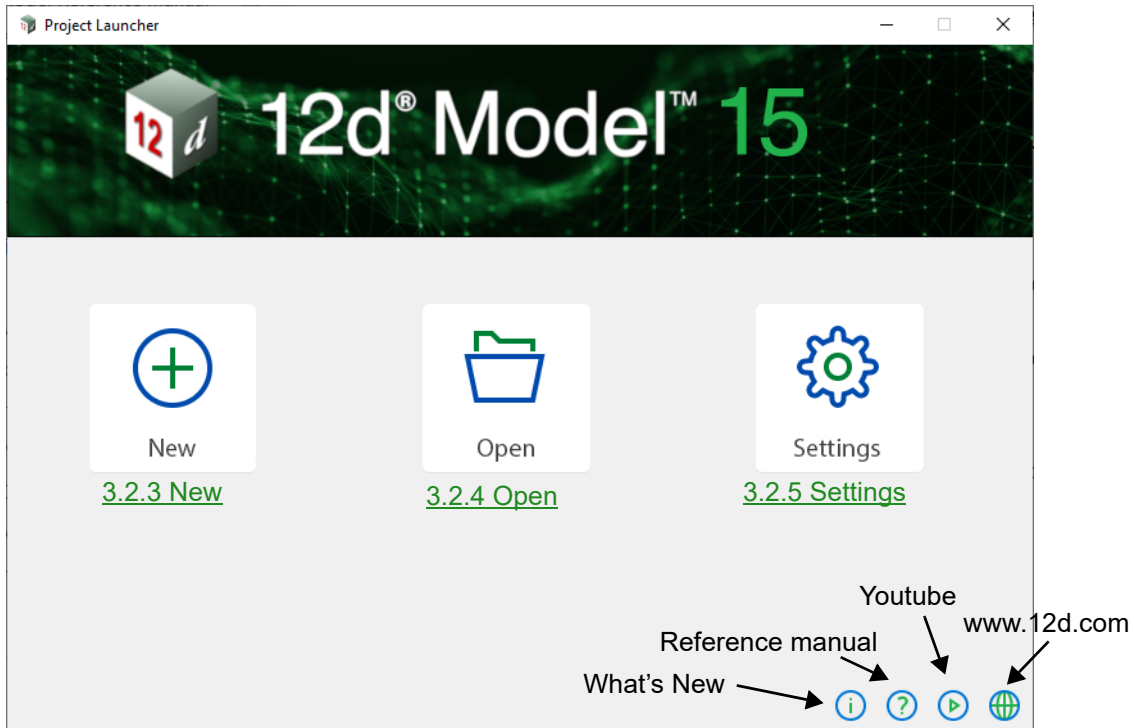 Project Launcher
12d® Model™ 15
New
Open
Settings
3.2.3 New
3.2.4 Open
3.2.5 Settings
Youtube
www.12d.com
Reference manual
What's New